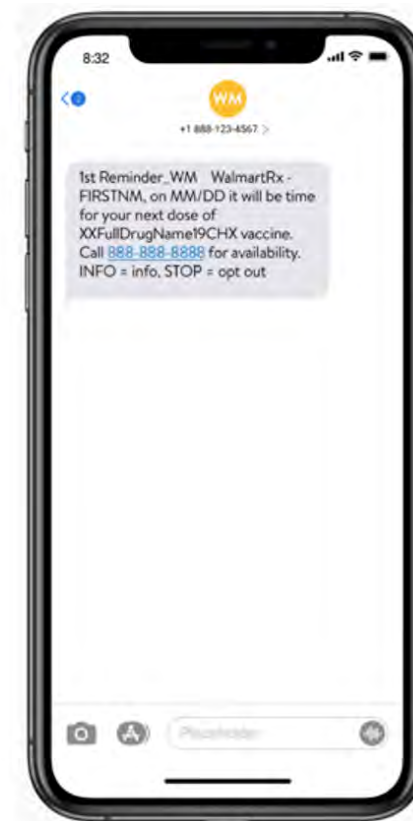 8:32
WM
+1 888-123-4567 >
1st Reminder_WM WalmartRx -
FIRSTNM, on MM/DD it will be time
for your next dose of
XXFullDrugName19CHX vaccine.
Call 888-888-8888 for availability.
INFO = info, STOP = opt out
Placeholder